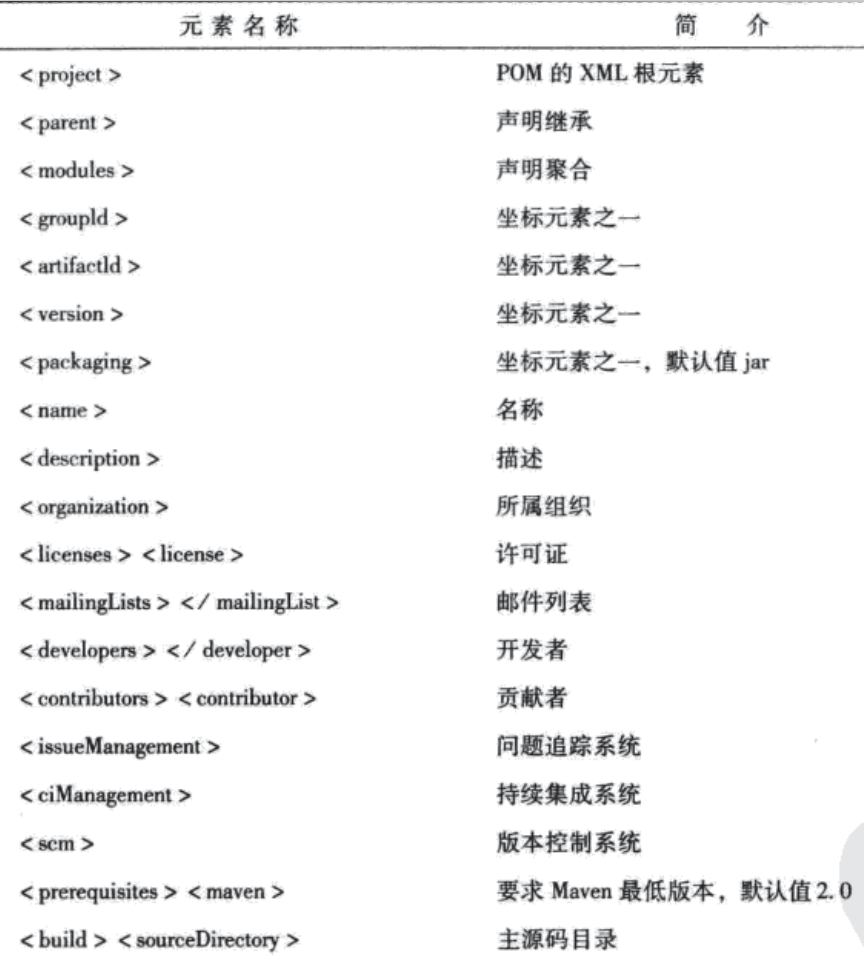 元素名称 简 介
<project> POM 的 XML 根元素
<parent> 声明继承
<modules> 声明聚合
<groupId> 坐标元素之一
<artifactId> 坐标元素之一
<version> 坐标元素之一
<packaging> 坐标元素之一，默认值 jar
<name> 名称
<description> 描述
<organization> 所属组织
<licenses> <license> 许可证
<mailingLists> </mailingList> 邮件列表
<developers> </developer> 开发者
<contributors> <contributor> 贡献者
<issueManagement> 问题追踪系统
<ciManagement> 持续集成系统
<scm> 版本控制系统
<prerequisites> <maven> 要求 Maven 最低版本，默认值 2.0
<build> <sourceDirectory> 主源码目录